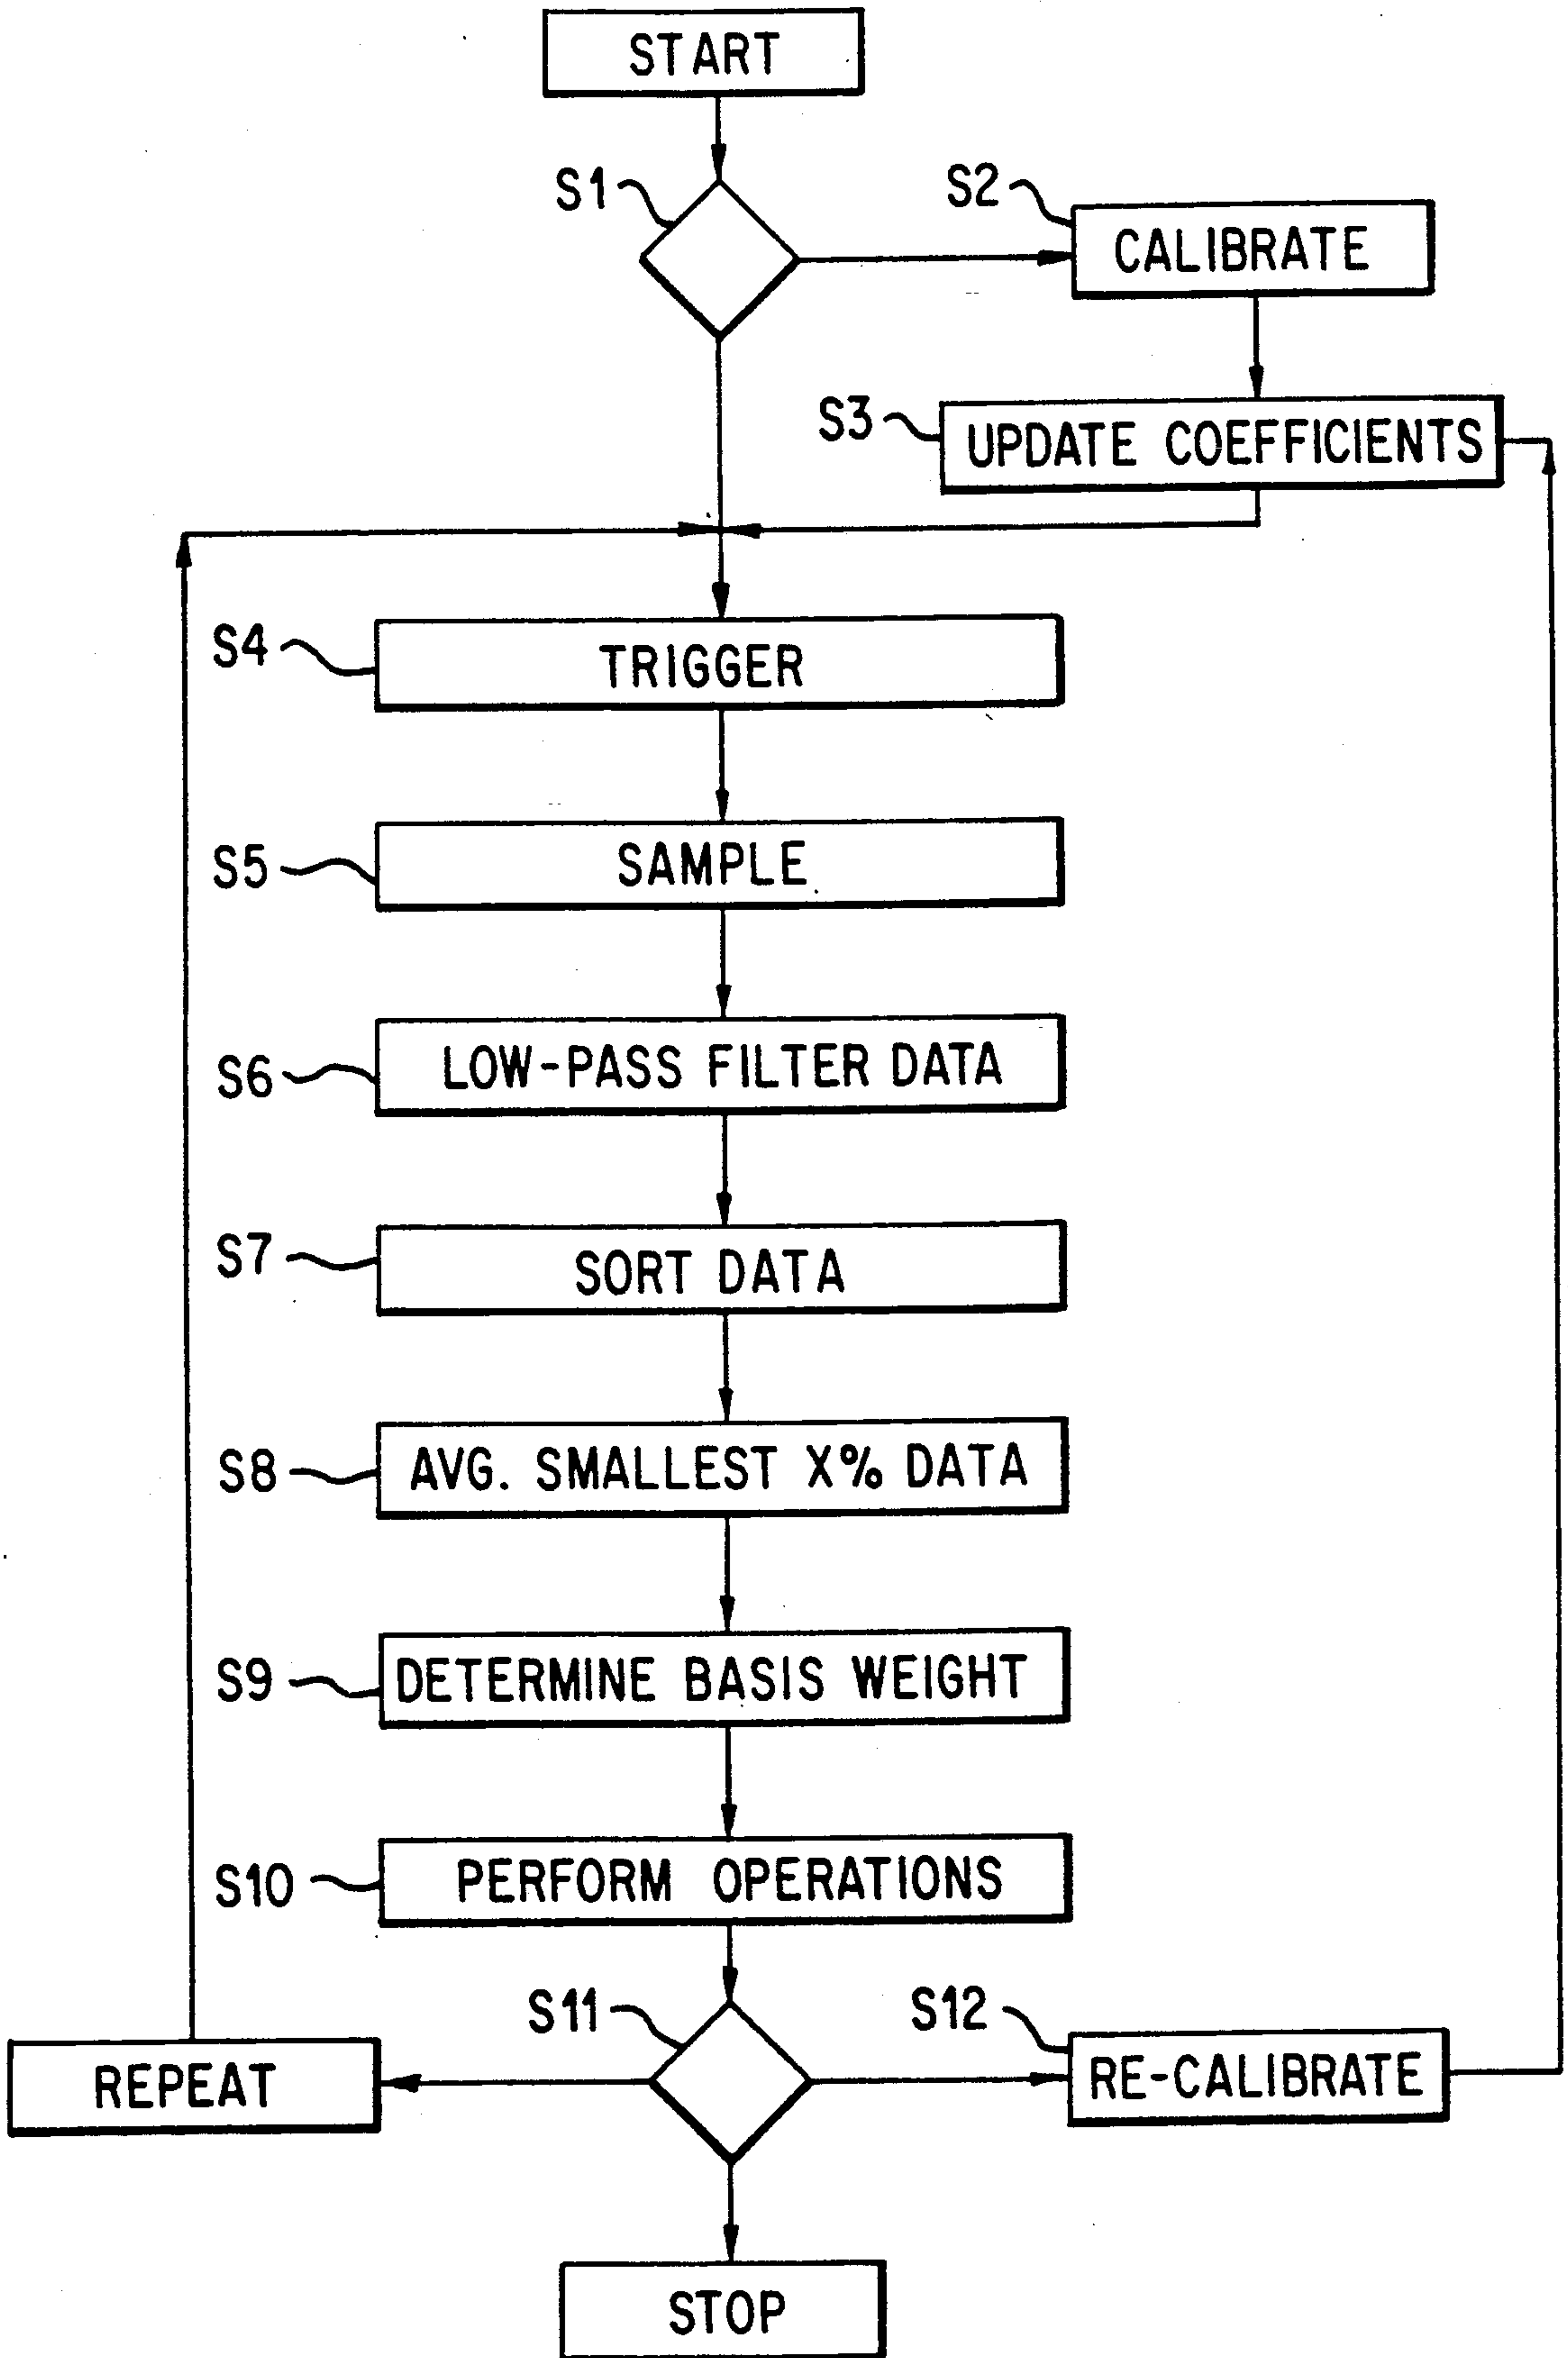 START
S1
S2
CALIBRATE
S3
UPDATE COEFFICIENTS
S4
TRIGGER
S5
SAMPLE
S6
LOW-PASS FILTER DATA
S7
SORT DATA
S8
AVG. SMALLEST X% DATA
S9
DETERMINE BASIS WEIGHT
S10
PERFORM OPERATIONS
S11
S12
REPEAT
RE-CALIBRATE
STOP